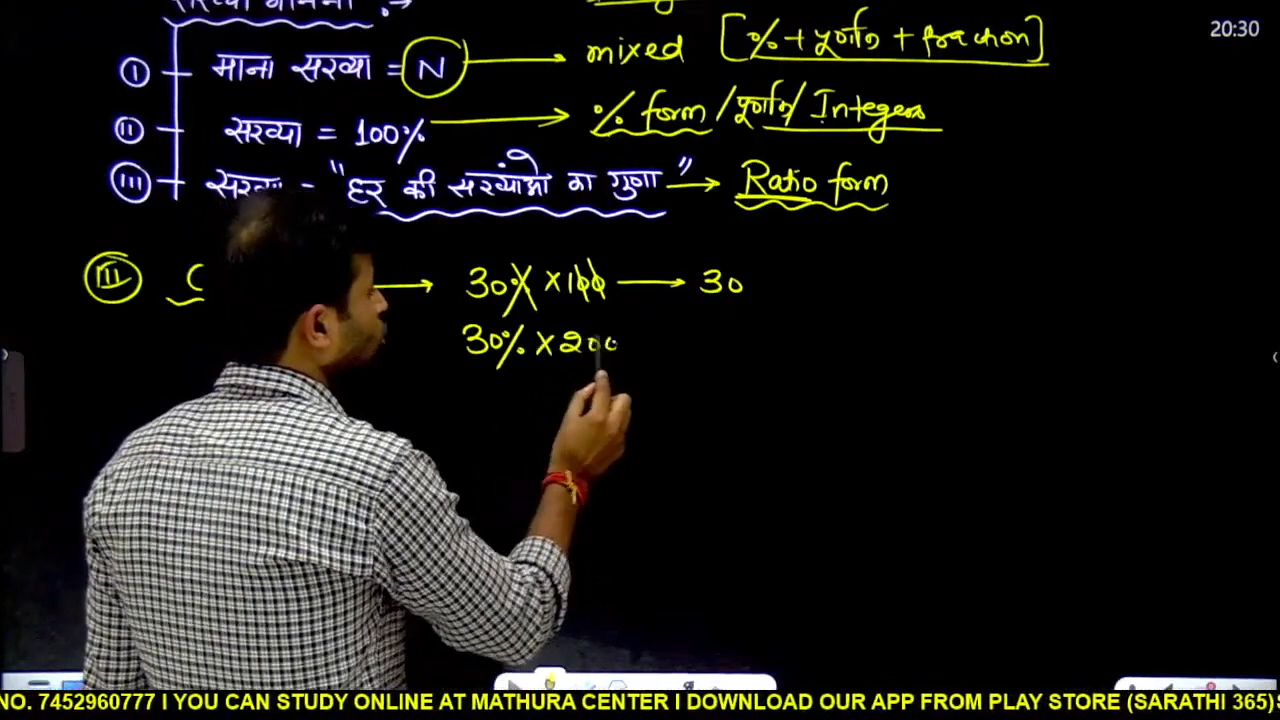 20:30
① माना संख्या = N → mixed [% + पूर्णांक + fraction]
② संख्या = 100% → % form / पूर्णांक / Integers
③ "हर की संख्यांओ का गुणा" → Ratio form
③ → 30% × 100 → 30
30% × 200
NO. 7452960777 I YOU CAN STUDY ONLINE AT MATHURA CENTER I DOWNLOAD OUR APP FROM PLAY STORE (SARATHI 365)